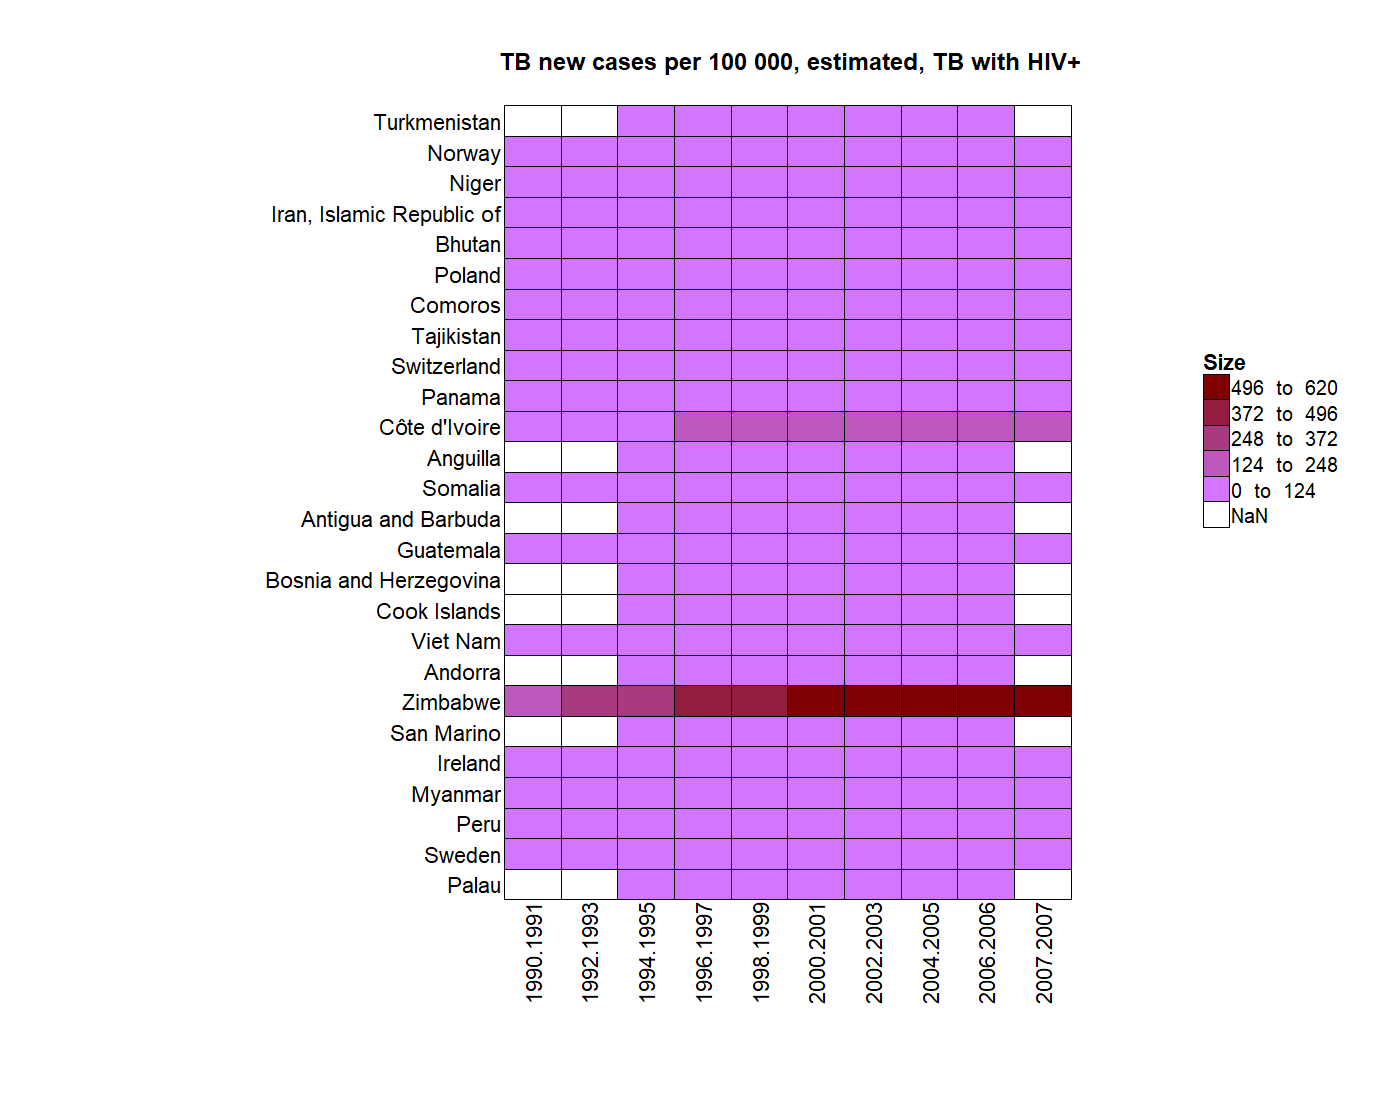 TB new cases per 100 000, estimated, TB with HIV+
Turkmenistan
Norway
Niger
Iran, Islamic Republic of
Bhutan
Poland
Comoros
Tajikistan
Switzerland
Panama
Côte d'Ivoire
Anguilla
Somalia
Antigua and Barbuda
Guatemala
Bosnia and Herzegovina
Cook Islands
Viet Nam
Andorra
Zimbabwe
San Marino
Ireland
Myanmar
Peru
Sweden
Palau
1990.1991
1992.1993
1994.1995
1996.1997
1998.1999
2000.2001
2002.2003
2004.2005
2006.2006
2007.2007
Size
496 to 620
372 to 496
248 to 372
124 to 248
0 to 124
NaN